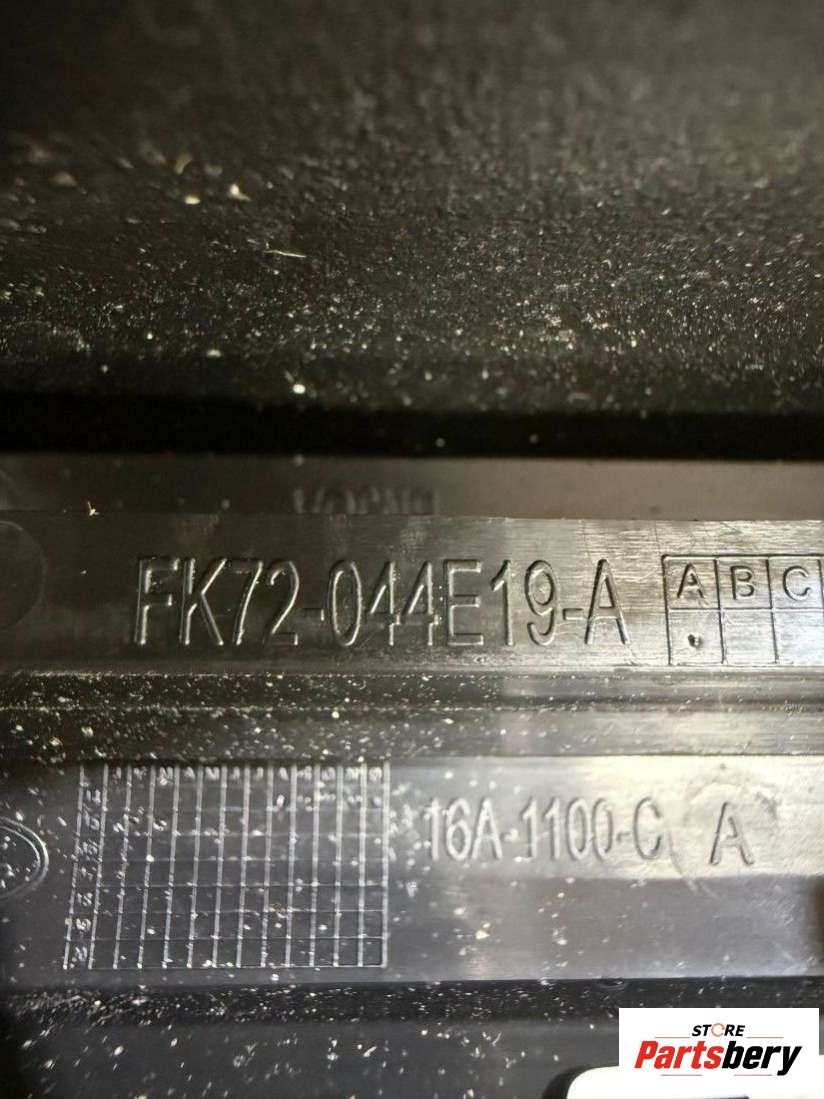 FK72-044E19-A
A B C
16A-1100-C A
STORE
Partsbery